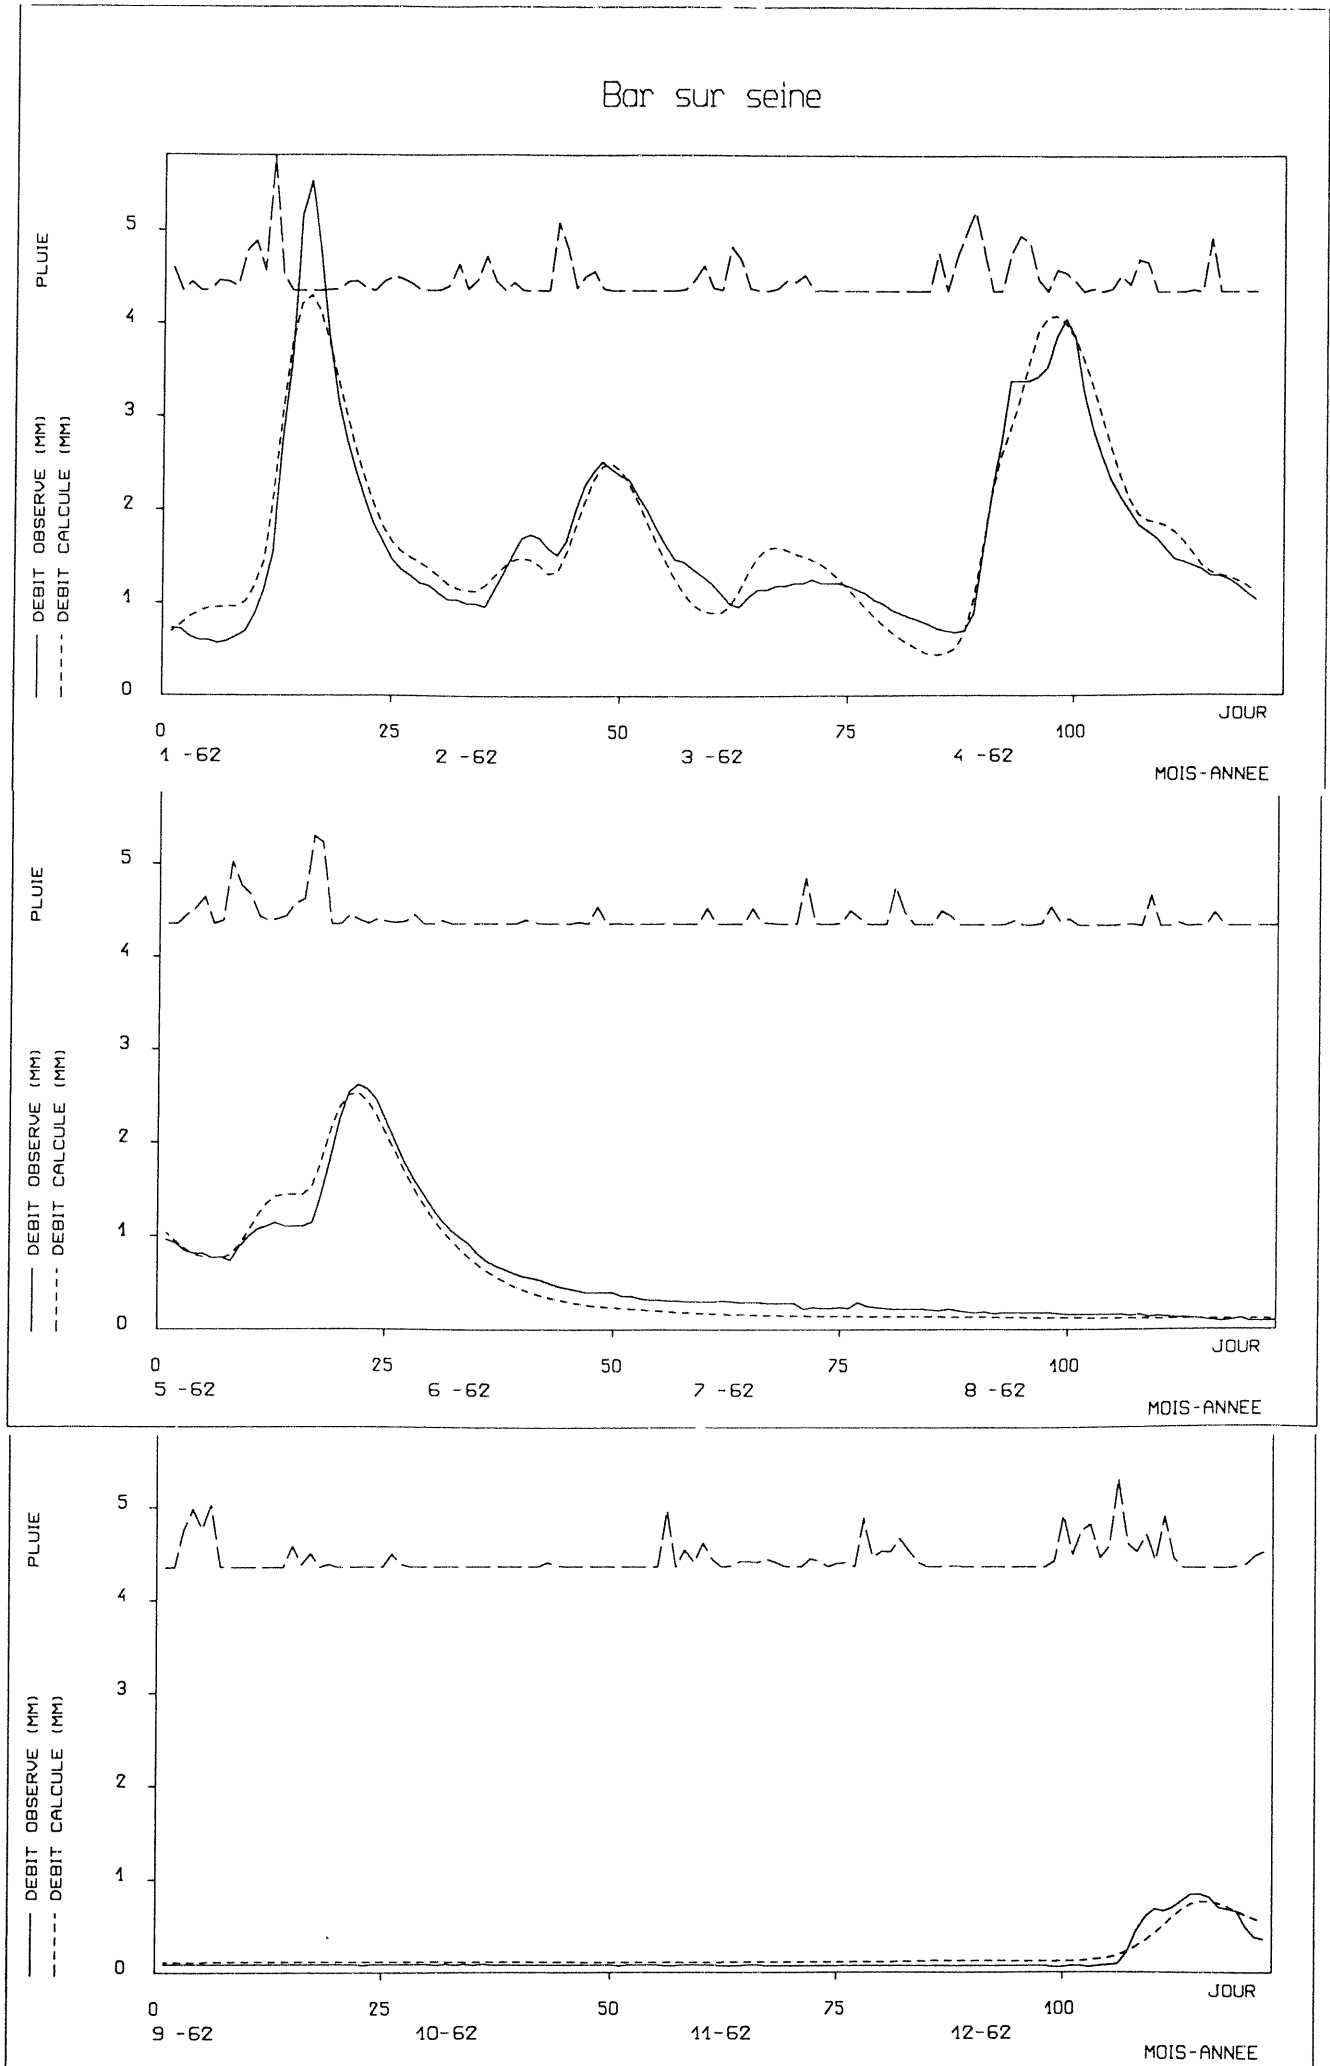 Bar sur seine
PLUIE
DEBIT OBSERVE (MM)
DEBIT CALCULE (MM)
5
4
3
2
1
0
0 25 50 75 100
JOUR
1 -62 2 -62 3 -62 4 -62
MOIS-ANNEE
PLUIE
DEBIT OBSERVE (MM)
DEBIT CALCULE (MM)
5
4
3
2
1
0
JOUR
0 25 50 75 100
5 -62 6 -62 7 -62 8 -62
MOIS-ANNEE
PLUIE
DEBIT OBSERVE (MM)
DEBIT CALCULE (MM)
5
4
3
2
1
0
JOUR
0 25 50 75 100
9 -62 10-62 11-62 12-62
MOIS-ANNEE